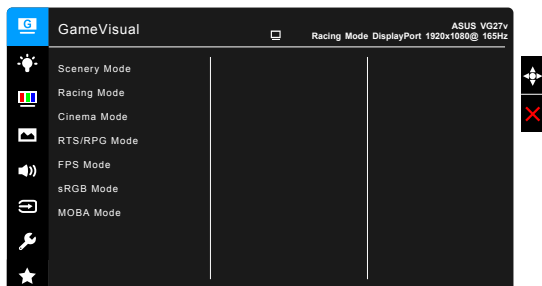 G
GameVisual
ASUS VG27v
Racing Mode DisplayPort 1920x1080@ 165Hz
Scenery Mode
Racing Mode
Cinema Mode
RTS/RPG Mode
FPS Mode
sRGB Mode
MOBA Mode